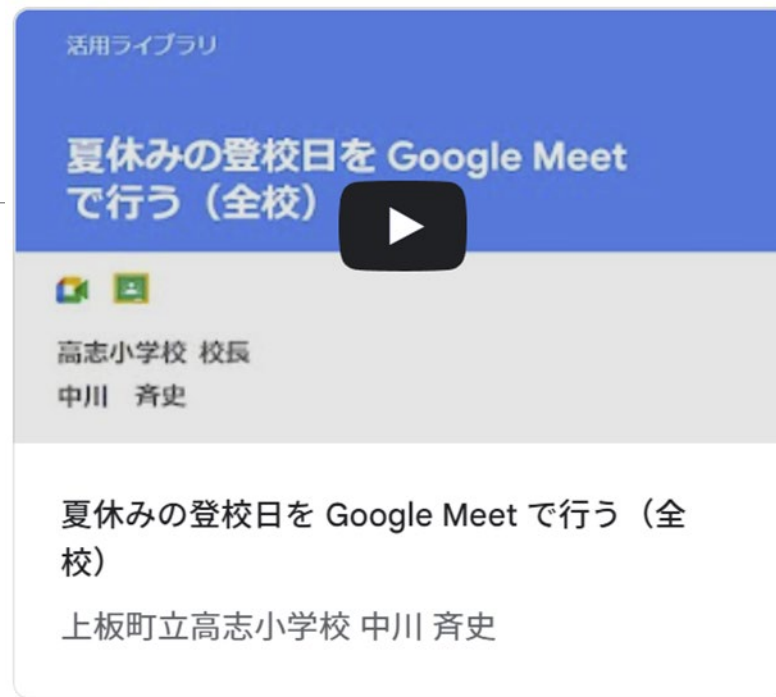 活用ライブラリ
夏休みの登校日を Google Meet
で行う（全校）
高志小学校 校長
中川　斉史
夏休みの登校日を Google Meet で行う（全
校）
上板町立高志小学校 中川 斉史